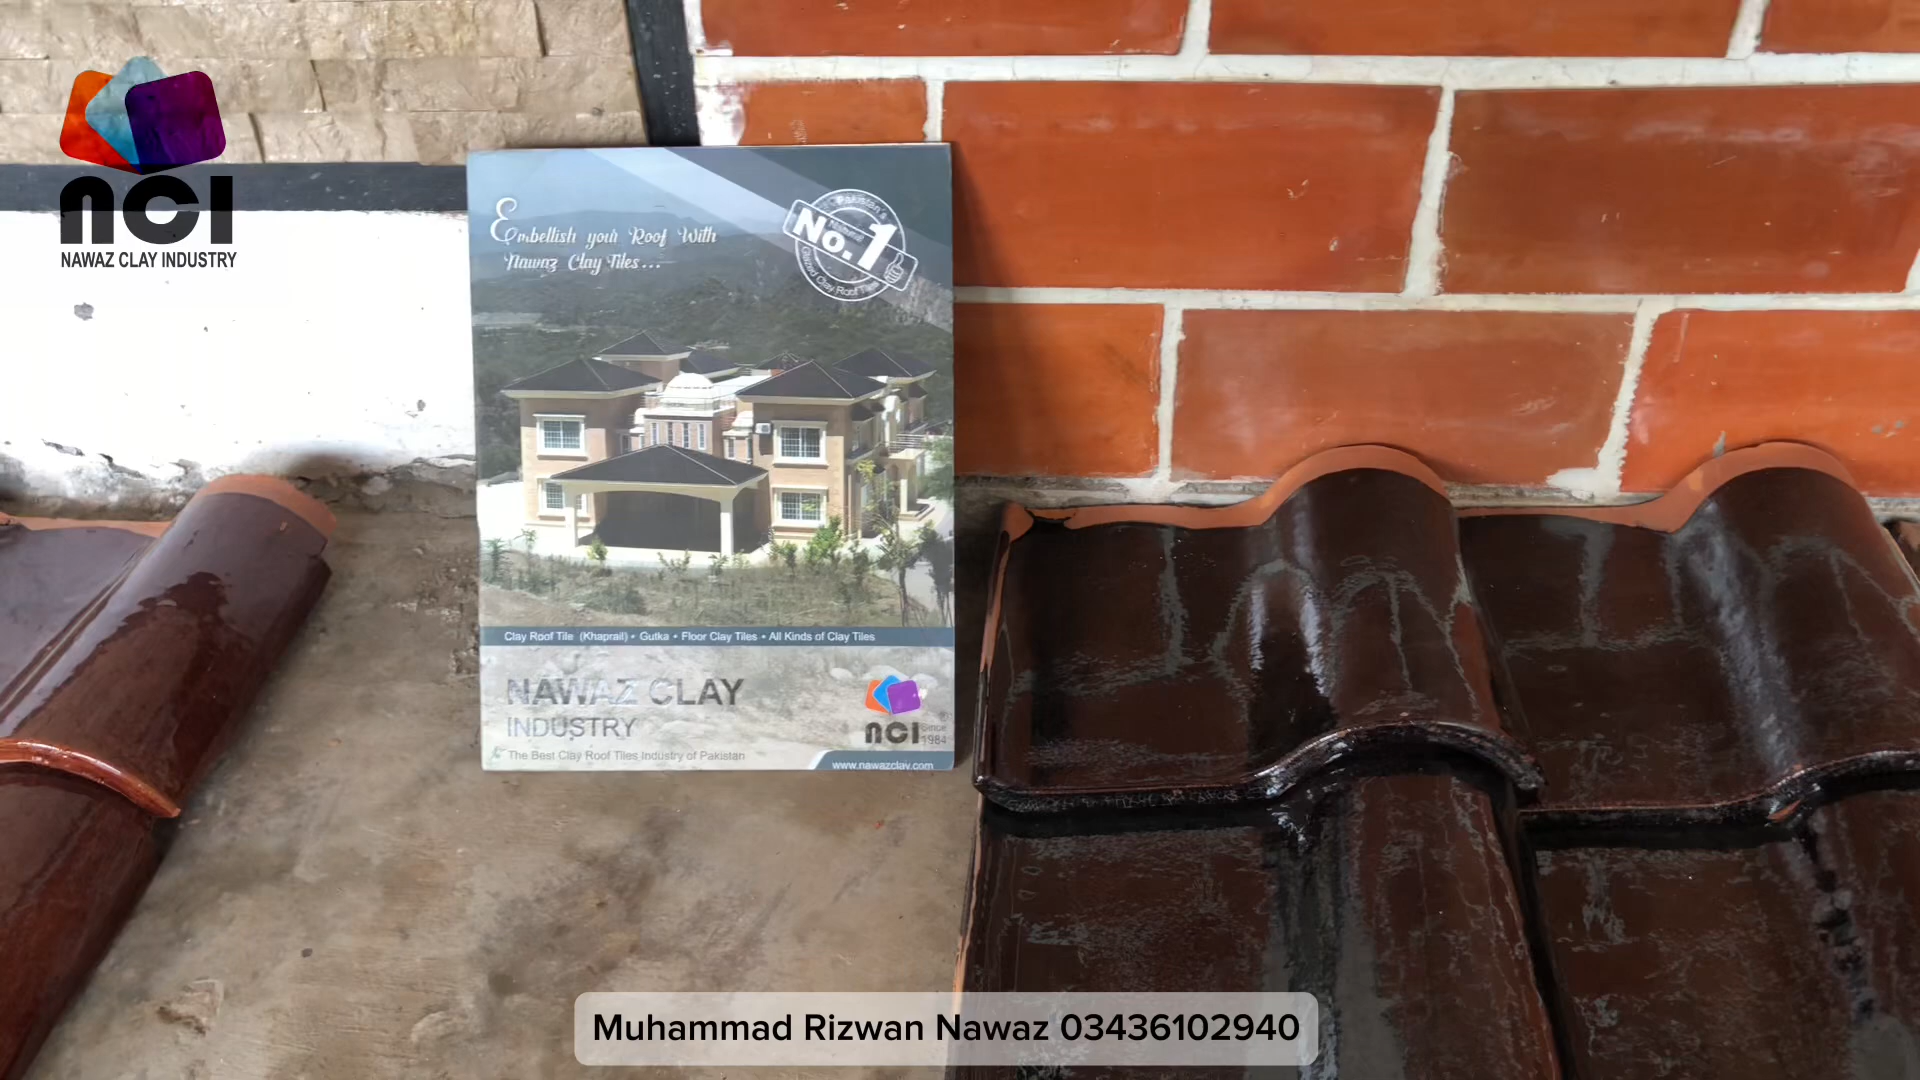 nci
NAWAZ CLAY INDUSTRY
Embellish your Roof With
Nawaz Clay Tiles...
Pakistan's
No.1
Natural
Glazed Clay Roof Tiles
Clay Roof Tile (Khaprail) • Gutka • Floor Clay Tiles • All Kinds of Clay Tiles
NAWAZ CLAY
INDUSTRY
The Best Clay Roof Tiles Industry of Pakistan
nci
®
Since
1984
www.nawazclay.com
Muhammad Rizwan Nawaz 03436102940